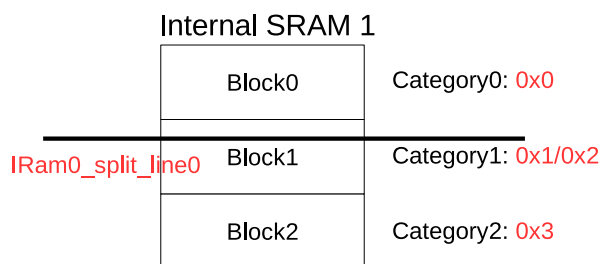 Internal SRAM 1
Block0
Category0: 0x0
IRam0_split_line0
Block1
Category1: 0x1/0x2
Block2
Category2: 0x3